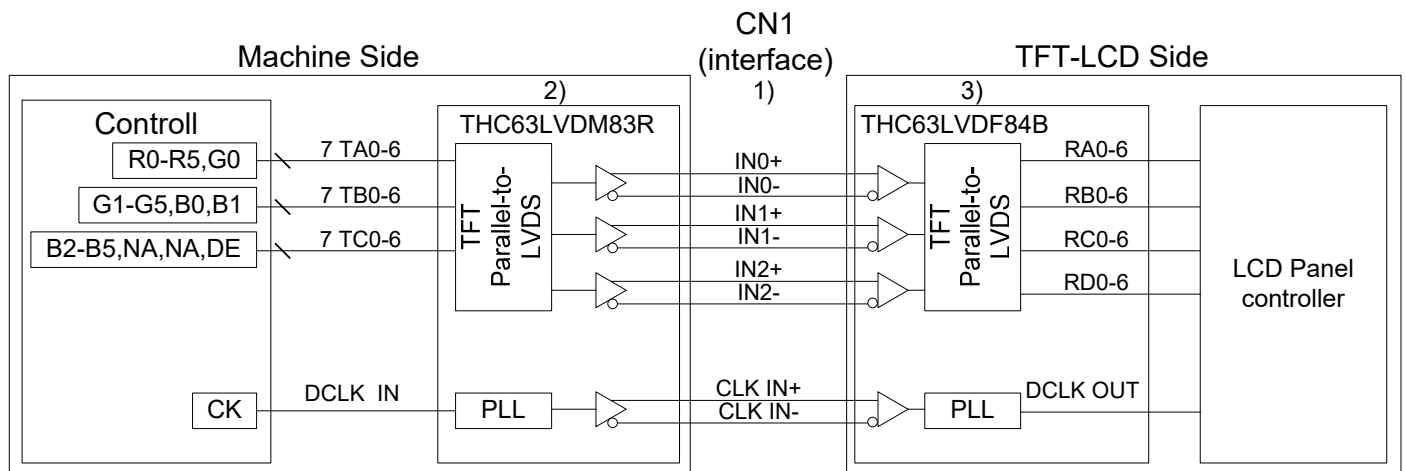 CN1
(interface)
1)
Machine Side
TFT-LCD Side
2)
THC63LVDM83R
3)
THC63LVDF84B
Controll
R0-R5,G0
7 TA0-6
G1-G5,B0,B1
7 TB0-6
B2-B5,NA,NA,DE
7 TC0-6
TFT
Parallel-to-
LVDS
IN0+
IN0-
IN1+
IN1-
IN2+
IN2-
TFT
Parallel-to-
LVDS
RA0-6
RB0-6
RC0-6
RD0-6
LCD Panel
controller
CK
DCLK IN
PLL
CLK IN+
CLK IN-
PLL
DCLK OUT